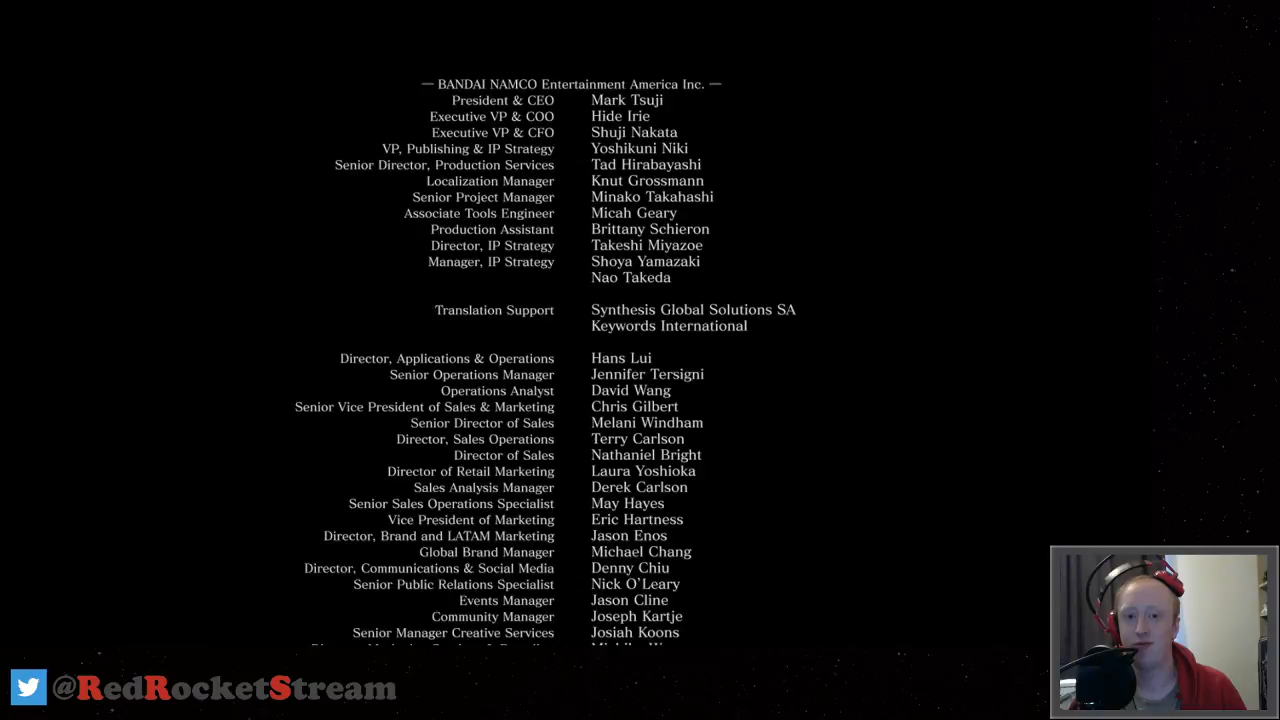 — BANDAI NAMCO Entertainment America Inc. —
President & CEO Mark Tsuji
Executive VP & COO Hide Irie
Executive VP & CFO Shuji Nakata
VP, Publishing & IP Strategy Yoshikuni Niki
Senior Director, Production Services Tad Hirabayashi
Localization Manager Knut Grossmann
Senior Project Manager Minako Takahashi
Associate Tools Engineer Micah Geary
Production Assistant Brittany Schieron
Director, IP Strategy Takeshi Miyazoe
Manager, IP Strategy Shoya Yamazaki
Nao Takeda
Translation Support Synthesis Global Solutions SA
Keywords International
Director, Applications & Operations Hans Lui
Senior Operations Manager Jennifer Tersigni
Operations Analyst David Wang
Senior Vice President of Sales & Marketing Chris Gilbert
Senior Director of Sales Melani Windham
Director, Sales Operations Terry Carlson
Director of Sales Nathaniel Bright
Director of Retail Marketing Laura Yoshioka
Sales Analysis Manager Derek Carlson
Senior Sales Operations Specialist May Hayes
Vice President of Marketing Eric Hartness
Director, Brand and LATAM Marketing Jason Enos
Global Brand Manager Michael Chang
Director, Communications & Social Media Denny Chiu
Senior Public Relations Specialist Nick O'Leary
Events Manager Jason Cline
Community Manager Joseph Kartje
Senior Manager Creative Services Josiah Koons
@RedRocketStream